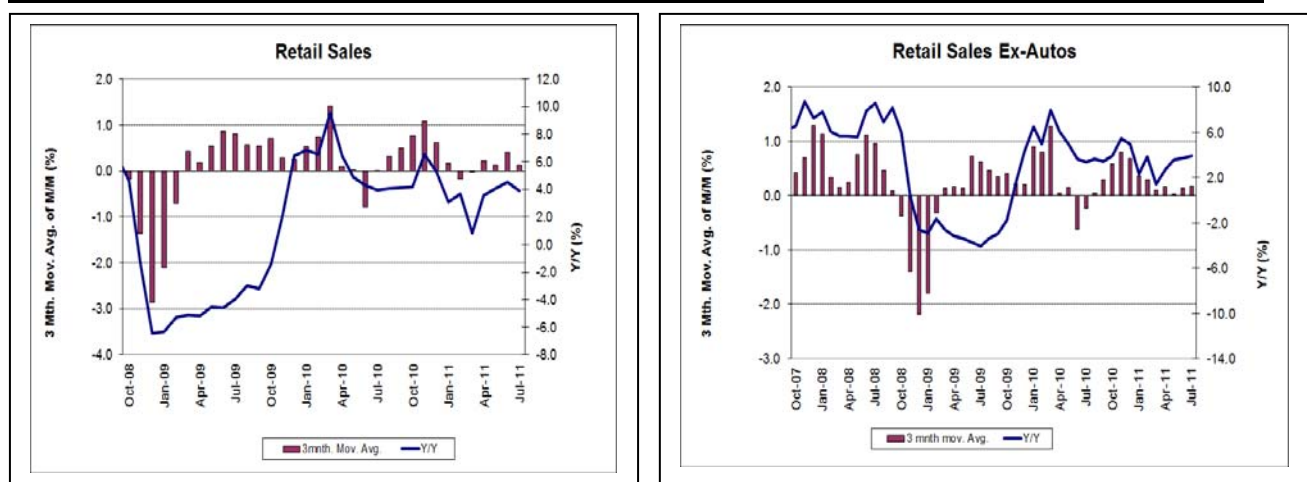 Retail Sales
2.0
1.0
0.0
-1.0
-2.0
-3.0
-4.0
3 Mth. Mov. Avg. of M/M (%)
12.0
10.0
8.0
6.0
4.0
2.0
0.0
-2.0
-4.0
-6.0
-8.0
Y/Y (%)
Oct-08
Jan-09
Apr-09
Jul-09
Oct-09
Jan-10
Apr-10
Jul-10
Oct-10
Jan-11
Apr-11
Jul-11
3mnth. Mov. Avg. Y/Y
Retail Sales Ex-Autos
2.0
1.0
0.0
-1.0
-2.0
-3.0
3 Mth. Mov. Avg. of M/M (%)
10.0
6.0
2.0
-2.0
-6.0
-10.0
-14.0
Y/Y (%)
Oct-07
Jan-08
Apr-08
Jul-08
Oct-08
Jan-09
Apr-09
Jul-09
Oct-09
Jan-10
Apr-10
Jul-10
Oct-10
Jan-11
Apr-11
Jul-11
3 mnth mov. Avg. Y/Y